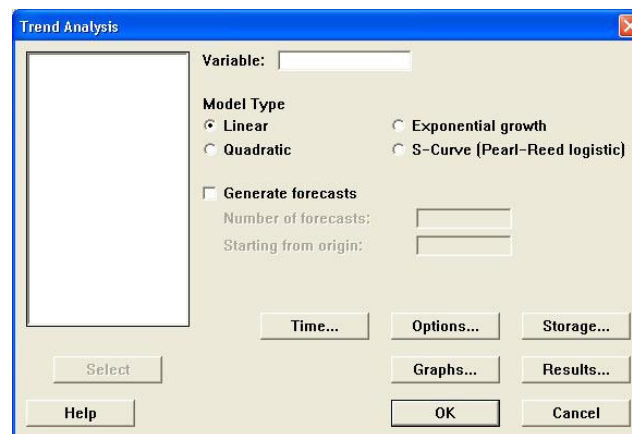 Trend Analysis
Variable:
Model Type
Linear
Exponential growth
Quadratic
S-Curve (Pearl-Reed logistic)
Generate forecasts
Number of forecasts:
Starting from origin:
Time... Options... Storage...
Select Graphs... Results...
Help OK Cancel